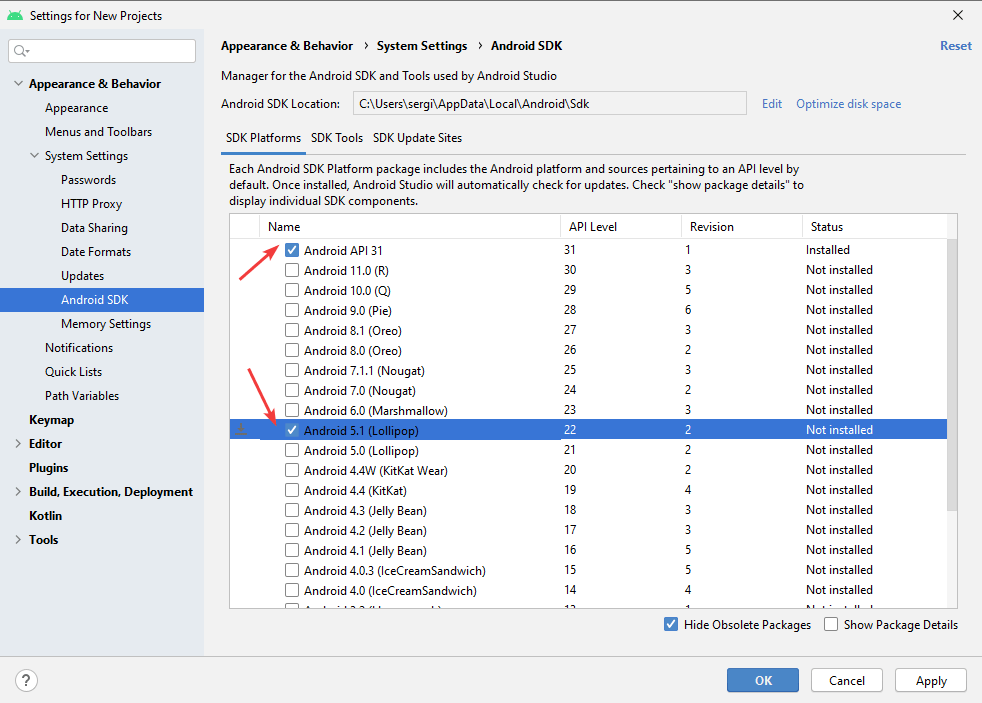 Settings for New Projects
Appearance & Behavior
Appearance
Menus and Toolbars
System Settings
Passwords
HTTP Proxy
Data Sharing
Date Formats
Updates
Android SDK
Memory Settings
Notifications
Quick Lists
Path Variables
Keymap
Editor
Plugins
Build, Execution, Deployment
Kotlin
Tools
Appearance & Behavior › System Settings › Android SDK Reset
Manager for the Android SDK and Tools used by Android Studio
Android SDK Location: C:\Users\sergi\AppData\Local\Android\Sdk Edit Optimize disk space
SDK Platforms SDK Tools SDK Update Sites
Each Android SDK Platform package includes the Android platform and sources pertaining to an API level by
default. Once installed, Android Studio will automatically check for updates. Check "show package details" to
display individual SDK components.
Name API Level Revision Status
Android API 31 31 1 Installed
Android 11.0 (R) 30 3 Not installed
Android 10.0 (Q) 29 5 Not installed
Android 9.0 (Pie) 28 6 Not installed
Android 8.1 (Oreo) 27 3 Not installed
Android 8.0 (Oreo) 26 2 Not installed
Android 7.1.1 (Nougat) 25 3 Not installed
Android 7.0 (Nougat) 24 2 Not installed
Android 6.0 (Marshmallow) 23 3 Not installed
Android 5.1 (Lollipop) 22 2 Not installed
Android 5.0 (Lollipop) 21 2 Not installed
Android 4.4W (KitKat Wear) 20 2 Not installed
Android 4.4 (KitKat) 19 4 Not installed
Android 4.3 (Jelly Bean) 18 3 Not installed
Android 4.2 (Jelly Bean) 17 3 Not installed
Android 4.1 (Jelly Bean) 16 5 Not installed
Android 4.0.3 (IceCreamSandwich) 15 5 Not installed
Android 4.0 (IceCreamSandwich) 14 4 Not installed
Hide Obsolete Packages Show Package Details
? OK Cancel Apply